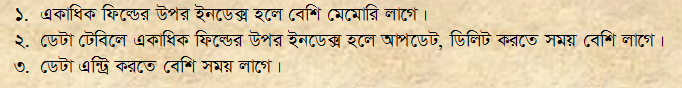 ১. একাধিক ফিল্ডের উপর ইনডেক্স হলে বেশি মেমোরি লাগে।
২. ডেটা টেবিলে একাধিক ফিল্ডের উপর ইনডেক্স হলে আপডেট, ডিলিট করতে সময় বেশি লাগে।
৩. ডেটা এন্ট্রি করতে বেশি সময় লাগে।